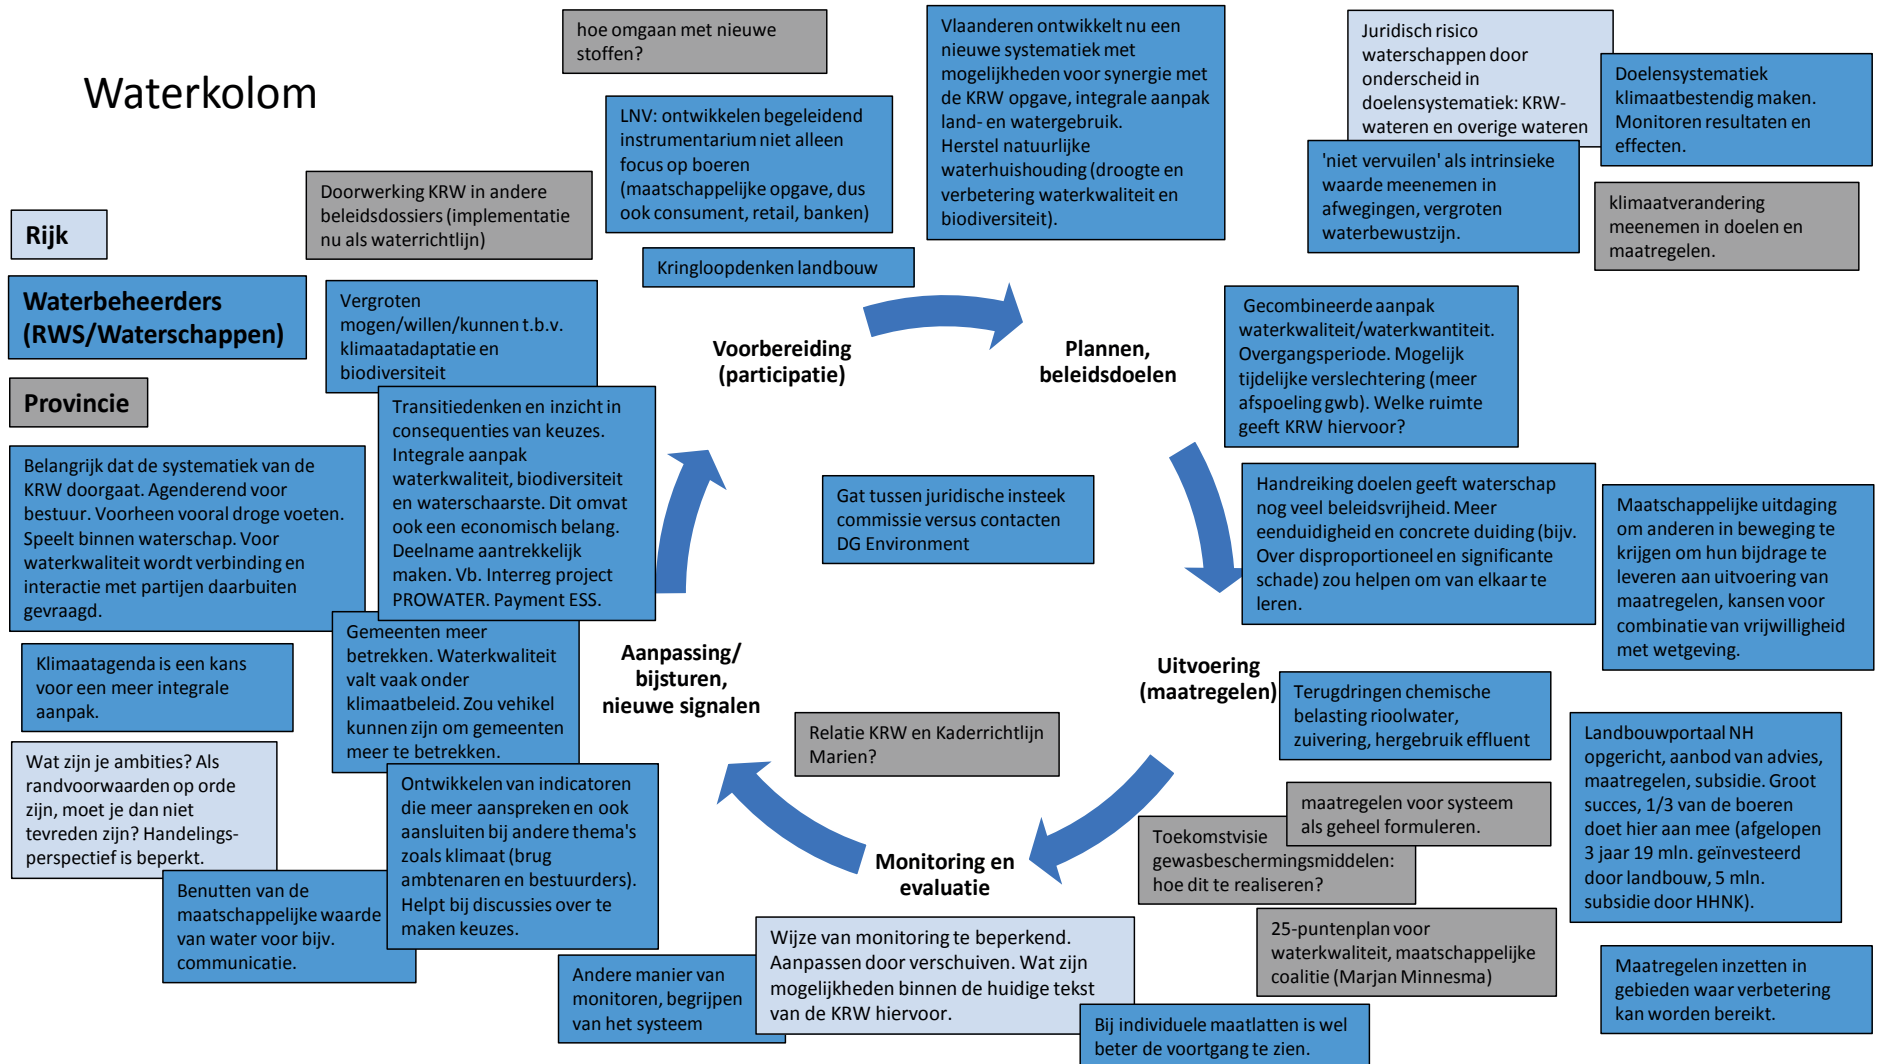 Waterkolom
hoe omgaan met nieuwe
stoffen?
Vlaanderen ontwikkelt nu een
nieuwe systematiek met
mogelijkheden voor synergie met
de KRW opgave, integrale aanpak
land- en watergebruik.
Herstel natuurlijke
waterhuishouding (droogte en
verbetering waterkwaliteit en
biodiversiteit).
Juridisch risico
waterschappen door
onderscheid in
doelensystematiek: KRW-
wateren en overige wateren
Doelensystematiek
klimaatbestendig maken.
Monitoren resultaten en
effecten.
LNV: ontwikkelen begeleidend
instrumentarium niet alleen
focus op boeren
(maatschappelijke opgave, dus
ook consument, retail, banken)
'niet vervuilen' als intrinsieke
waarde meenemen in
afwegingen, vergroten
waterbewustzijn.
Doorwerking KRW in andere
beleidsdossiers (implementatie
nu als waterrichtlijn)
klimaatverandering
meenemen in doelen en
maatregelen.
Rijk
Kringloopdenken landbouw
Waterbeheerders
(RWS/Waterschappen)
Vergroten
mogen/willen/kunnen t.b.v.
klimaatadaptatie en
biodiversiteit
Gecombineerde aanpak
waterkwaliteit/waterkwantiteit.
Overgangsperiode. Mogelijk
tijdelijke verslechtering (meer
afspoeling gwb). Welke ruimte
geeft KRW hiervoor?
Voorbereiding
(participatie)
Plannen,
beleidsdoelen
Provincie
Transitiedenken en inzicht in
consequenties van keuzes.
Integrale aanpak
waterkwaliteit, biodiversiteit
en waterschaarste. Dit omvat
ook een economisch belang.
Deelname aantrekkelijk
maken. Vb. Interreg project
PROWATER. Payment ESS.
Belangrijk dat de systematiek van de
KRW doorgaat. Agenderend voor
bestuur. Voorheen vooral droge voeten.
Speelt binnen waterschap. Voor
waterkwaliteit wordt verbinding en
interactie met partijen daarbuiten
gevraagd.
Gat tussen juridische insteek
commissie versus contacten
DG Environment
Handreiking doelen geeft waterschap
nog veel beleidsvrijheid. Meer
eenduidigheid en concrete duiding (bijv.
Over disproportioneel en significante
schade) zou helpen om van elkaar te
leren.
Maatschappelijke uitdaging
om anderen in beweging te
krijgen om hun bijdrage te
leveren aan uitvoering van
maatregelen, kansen voor
combinatie van vrijwilligheid
met wetgeving.
Gemeenten meer
betrekken. Waterkwaliteit
valt vaak onder
klimaatbeleid. Zou vehikel
kunnen zijn om gemeenten
meer te betrekken.
Klimaatagenda is een kans
voor een meer integrale
aanpak.
Aanpassing/
bijsturen,
nieuwe signalen
Uitvoering
(maatregelen)
Terugdringen chemische
belasting rioolwater,
zuivering, hergebruik effluent
Relatie KRW en Kaderrichtlijn
Marien?
Wat zijn je ambities? Als
randvoorwaarden op orde
zijn, moet je dan niet
tevreden zijn? Handelings-
perspectief is beperkt.
Landbouwportaal NH
opgericht, aanbod van advies,
maatregelen, subsidie. Groot
succes, 1/3 van de boeren
doet hier aan mee (afgelopen
3 jaar 19 mln. geïnvesteerd
door landbouw, 5 mln.
subsidie door HHNK).
Ontwikkelen van indicatoren
die meer aanspreken en ook
aansluiten bij andere thema's
zoals klimaat (brug
ambtenaren en bestuurders).
Helpt bij discussies over te
maken keuzes.
maatregelen voor systeem
als geheel formuleren.
Toekomstvisie
gewasbeschermingsmiddelen:
hoe dit te realiseren?
Monitoring en
evaluatie
Benutten van de
maatschappelijke waarde
van water voor bijv.
communicatie.
25-puntenplan voor
waterkwaliteit, maatschappelijke
coalitie (Marjan Minnesma)
Wijze van monitoring te beperkend.
Aanpassen door verschuiven. Wat zijn
mogelijkheden binnen de huidige tekst
van de KRW hiervoor.
Andere manier van
monitoren, begrijpen
van het systeem
Maatregelen inzetten in
gebieden waar verbetering
kan worden bereikt.
Bij individuele maatlatten is wel
beter de voortgang te zien.